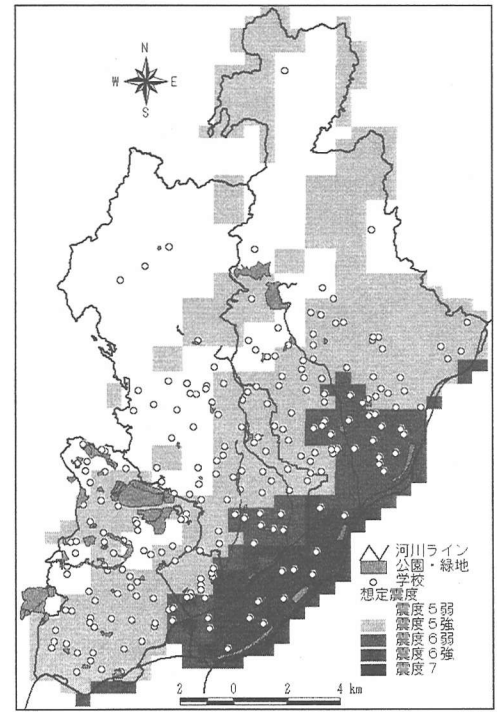 N
W E
S
河川ライン
公園・緑地
学校
想定震度
震度5弱
震度5強
震度6弱
震度6強
震度7
2 0 2 4 km